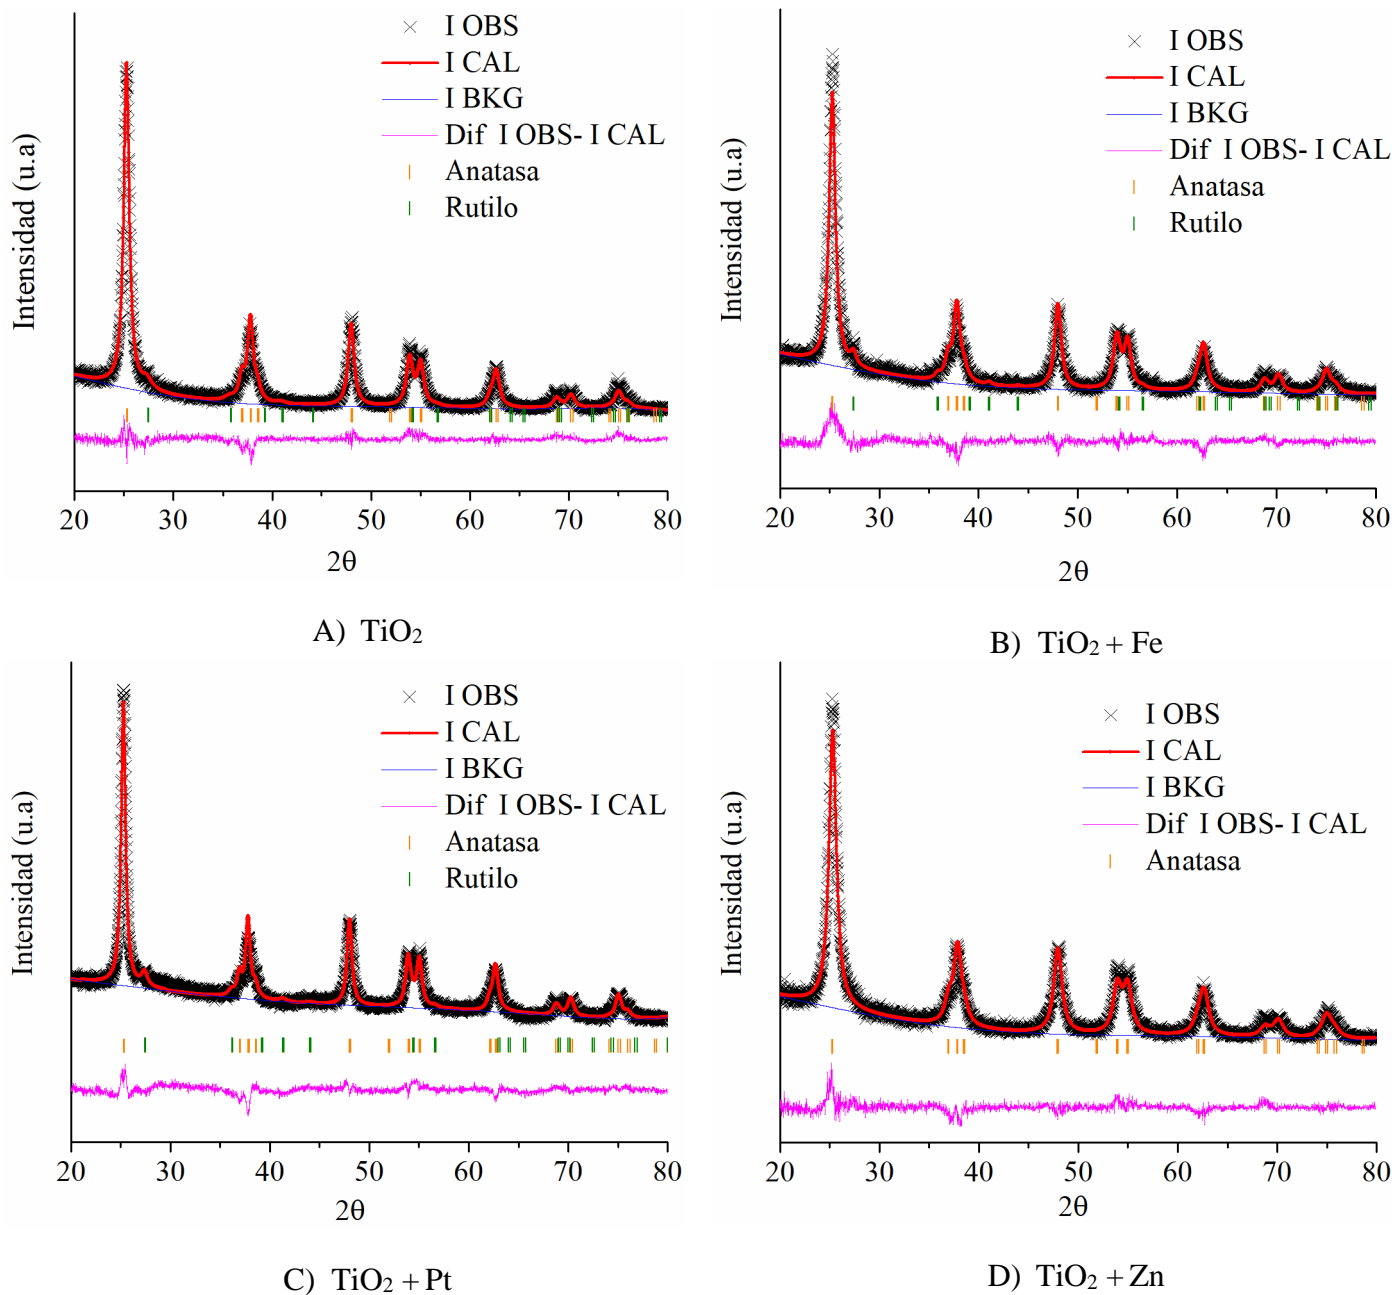 I OBS
I CAL
I BKG
Dif I OBS- I CAL
Anatasa
Rutilo
Intensidad (u.a)
20 30 40 50 60 70 80
2θ
A) TiO₂
I OBS
I CAL
I BKG
Dif I OBS- I CAL
Anatasa
Rutilo
Intensidad (u.a)
20 30 40 50 60 70 80
2θ
B) TiO₂ + Fe
I OBS
I CAL
I BKG
Dif I OBS- I CAL
Anatasa
Rutilo
Intensidad (u.a)
20 30 40 50 60 70 80
2θ
C) TiO₂ + Pt
I OBS
I CAL
I BKG
Dif I OBS- I CAL
Anatasa
Intensidad (u.a)
20 30 40 50 60 70 80
2θ
D) TiO₂ + Zn